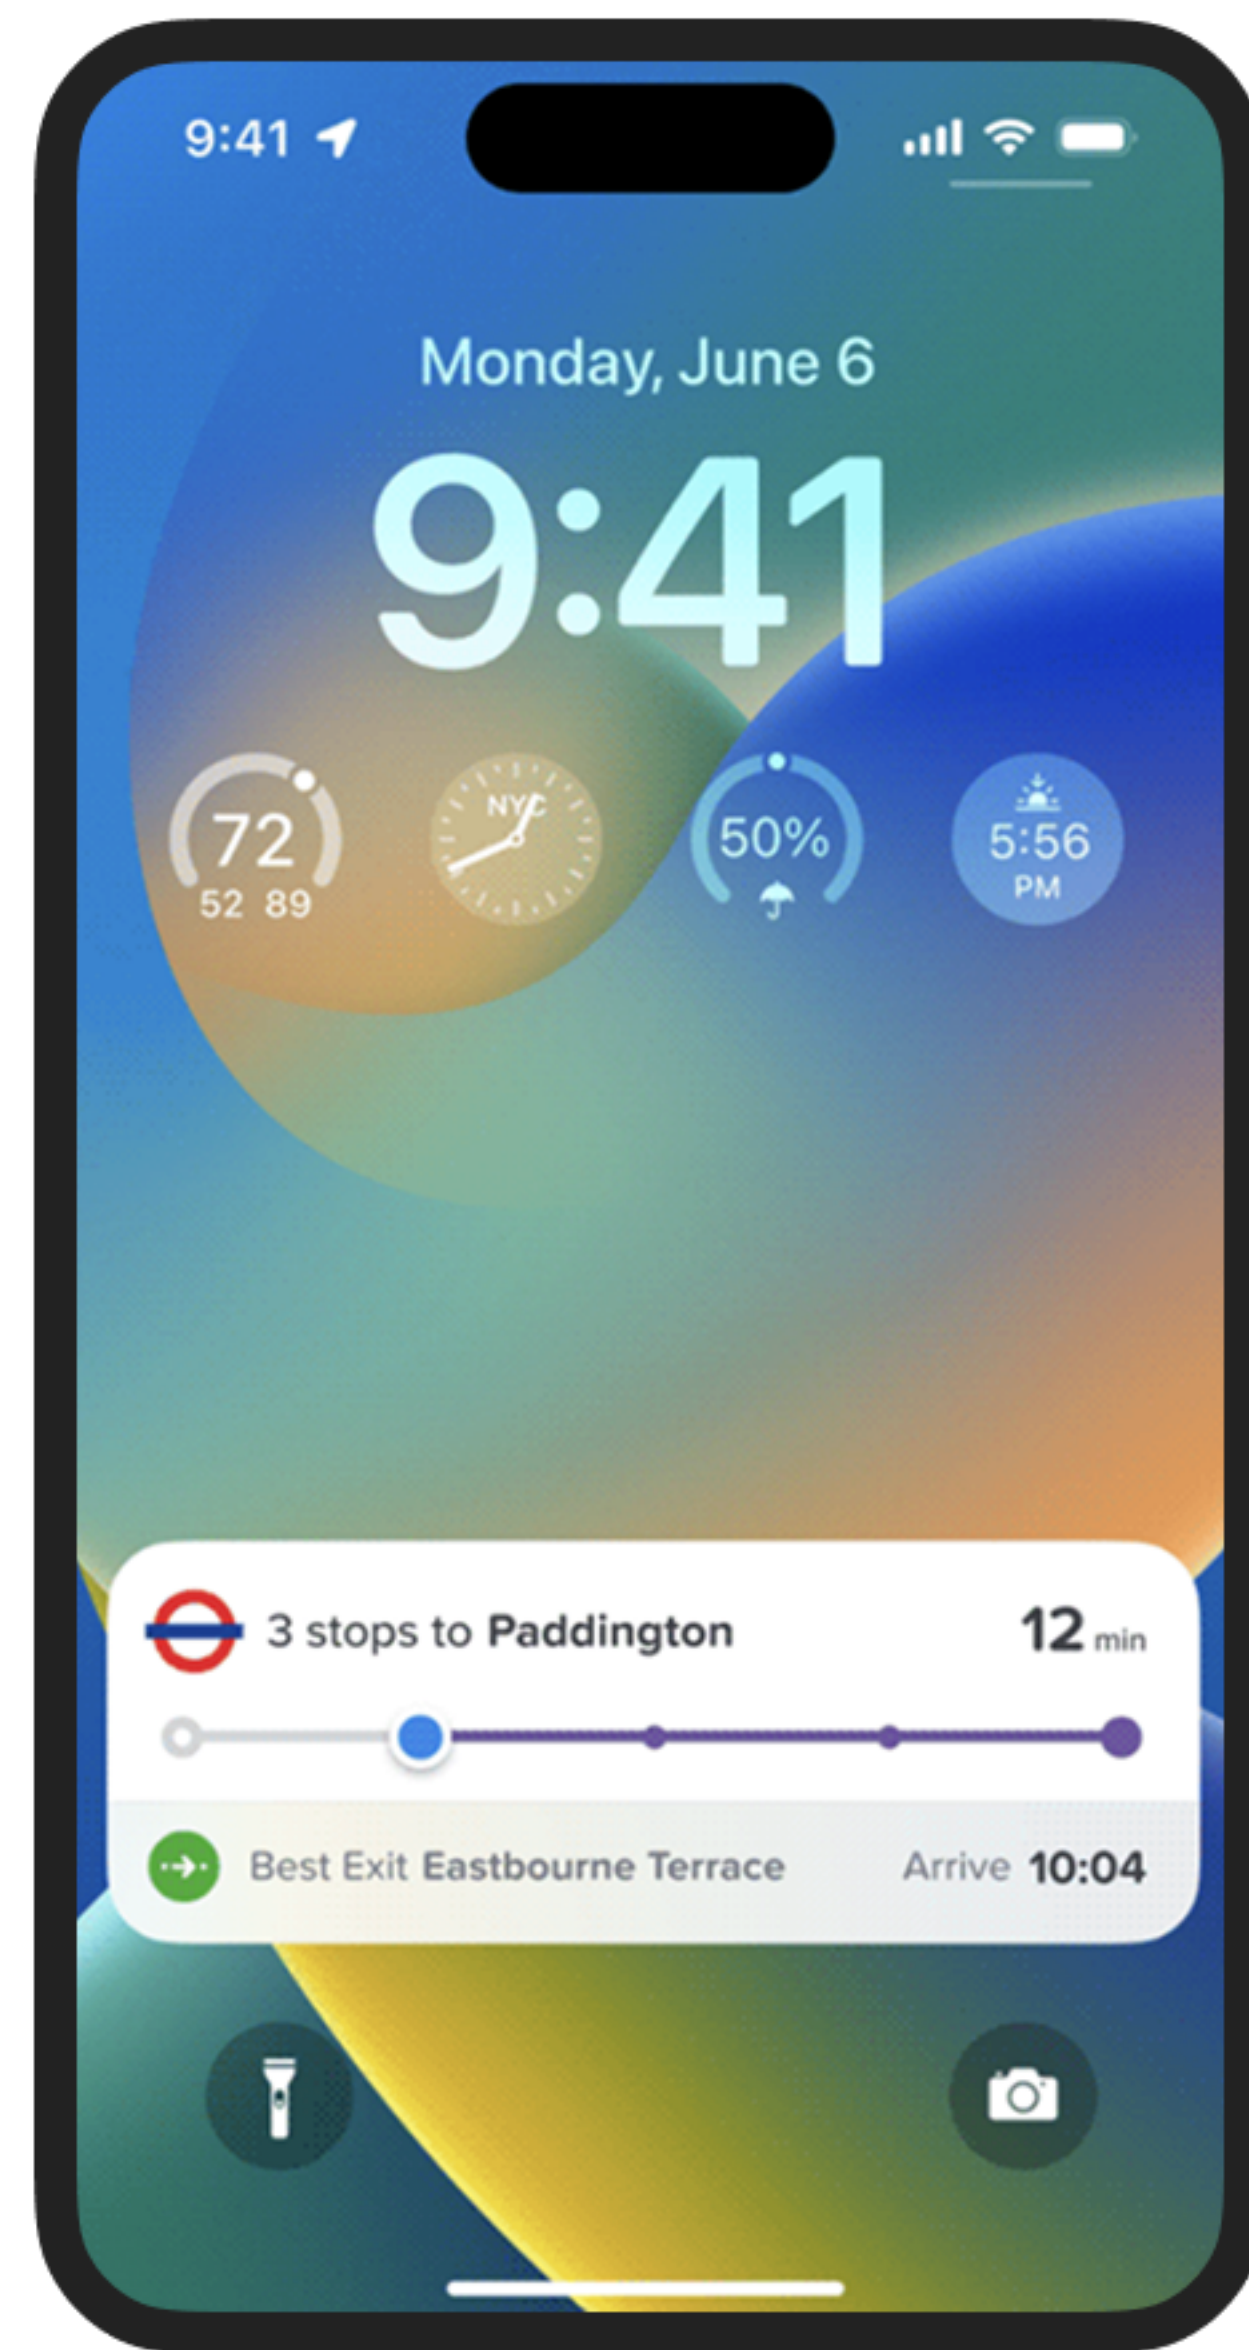 9:41
Monday, June 6
9:41
72
52 89
NYC
50%
5:56
PM
3 stops to Paddington 12 min
Best Exit Eastbourne Terrace Arrive 10:04